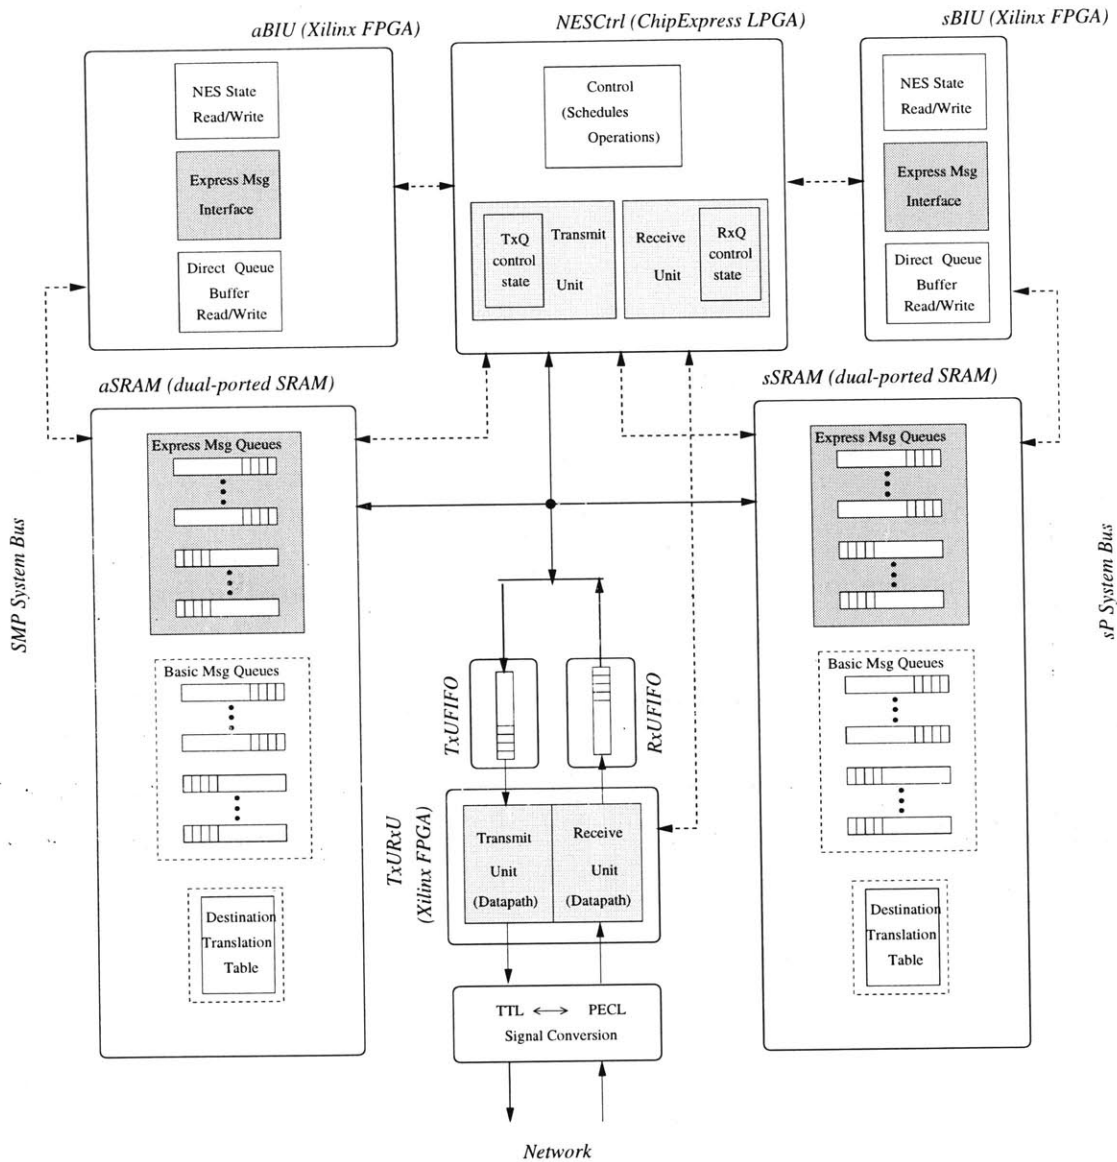 aBIU (Xilinx FPGA)
NESCtrl (ChipExpress LPGA)
sBIU (Xilinx FPGA)
NES State
Read/Write
Express Msg
Interface
Direct Queue
Buffer
Read/Write
Control
(Schedules
Operations)
TxQ
control
state
Transmit
Unit
Receive
Unit
RxQ
control
state
NES State
Read/Write
Express Msg
Interface
Direct Queue
Buffer
Read/Write
aSRAM (dual-ported SRAM)
sSRAM (dual-ported SRAM)
SMP System Bus
Express Msg Queues
Basic Msg Queues
Destination
Translation
Table
TxUFIFO
RxUFIFO
TxURxU
(Xilinx FPGA)
Transmit
Unit
(Datapath)
Receive
Unit
(Datapath)
TTL PECL
Signal Conversion
Network
Express Msg Queues
Basic Msg Queues
Destination
Translation
Table
sP System Bus